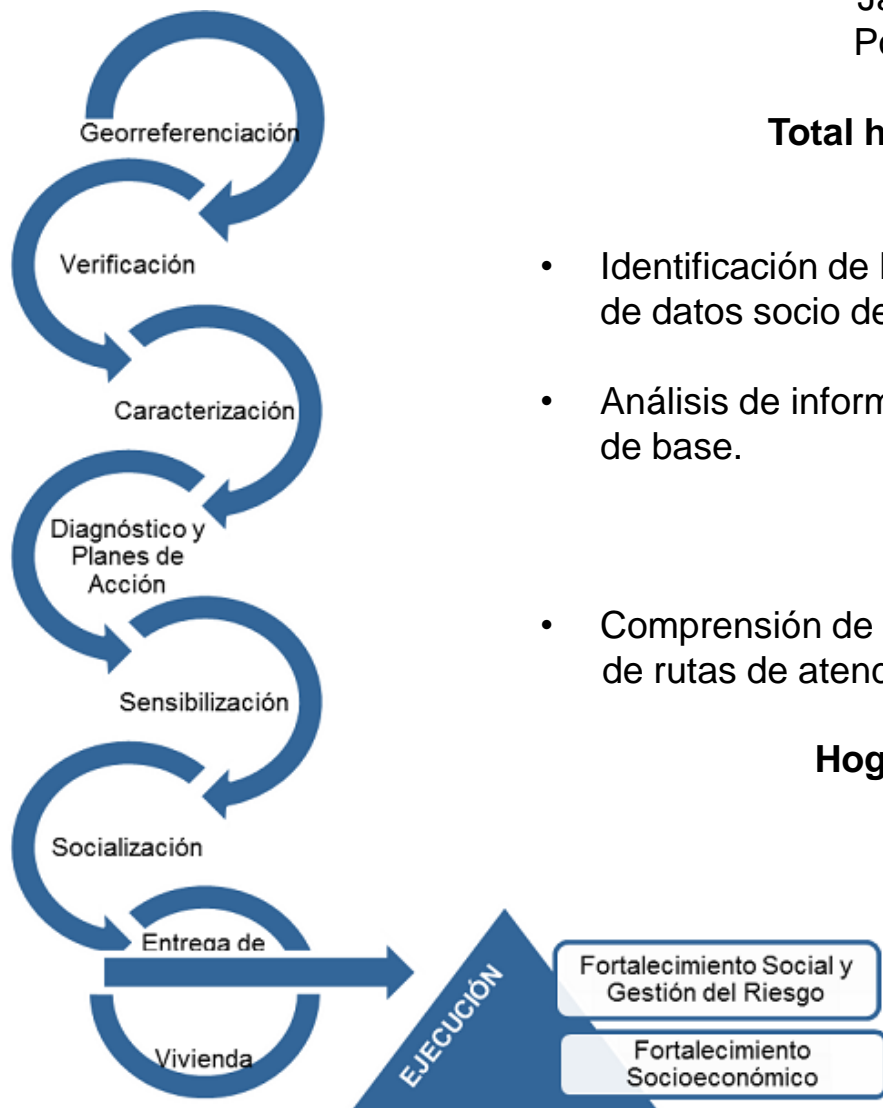 Georreferenciación
Verificación
Caracterización
Diagnóstico y
Planes de
Acción
Sensibilización
Socialización
Entrega de
Vivienda
EJECUCIÓN
Fortalecimiento Social y
Gestión del Riesgo
Fortalecimiento
Socioeconómico
Total h
• Identificación de
de datos socio de
• Análisis de inform
de base.
• Comprensión de
de rutas de atenc
Hog